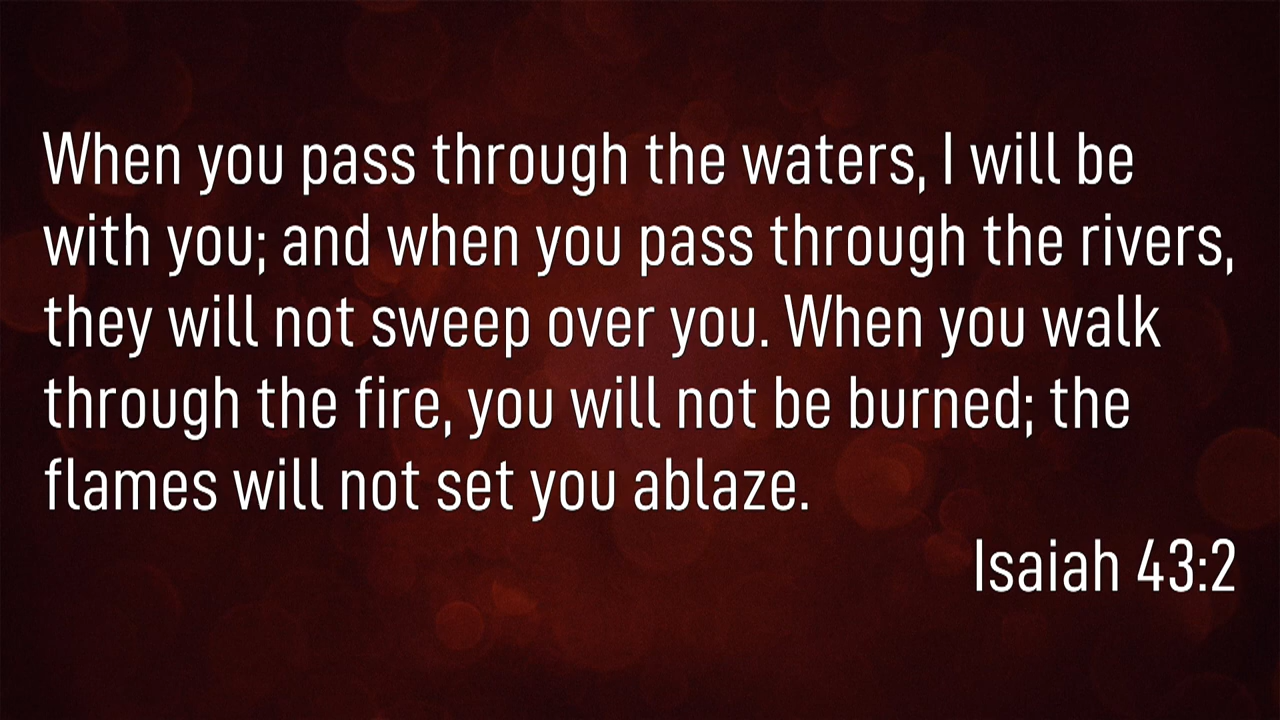 When you pass through the waters, I will be
with you; and when you pass through the rivers,
they will not sweep over you. When you walk
through the fire, you will not be burned; the
flames will not set you ablaze.
Isaiah 43:2